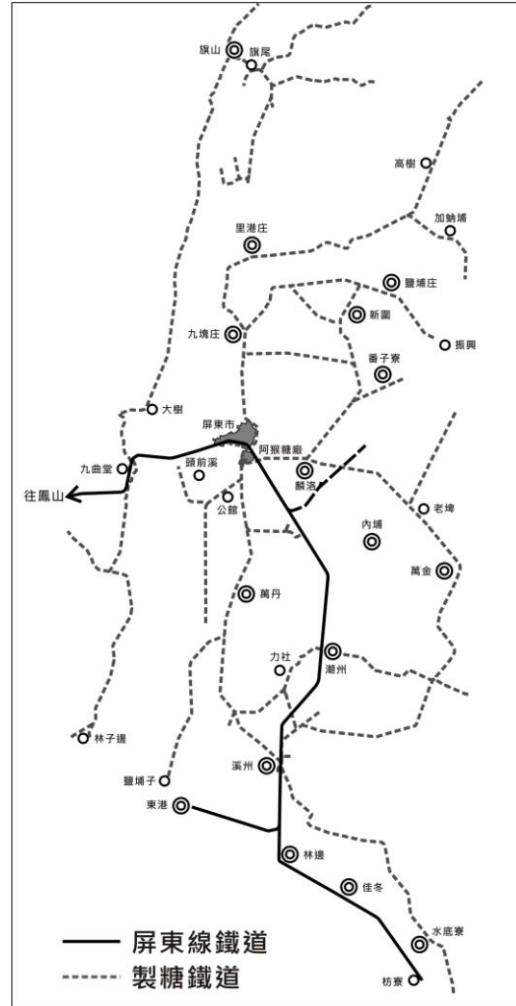 旗山
旗尾
高樹
加蚋埔
里港庄
鹽埔庄
新圍
九塊庄
振興
番子寮
大樹
屏東市
阿猴糖廠
九曲堂
頭前溪
麟洛
往鳳山
公館
老埤
內埔
萬金
萬丹
力社
潮州
林子邊
溪州
鹽埔子
東港
林邊
佳冬
水底寮
枋寮
屏東線鐵道
製糖鐵道